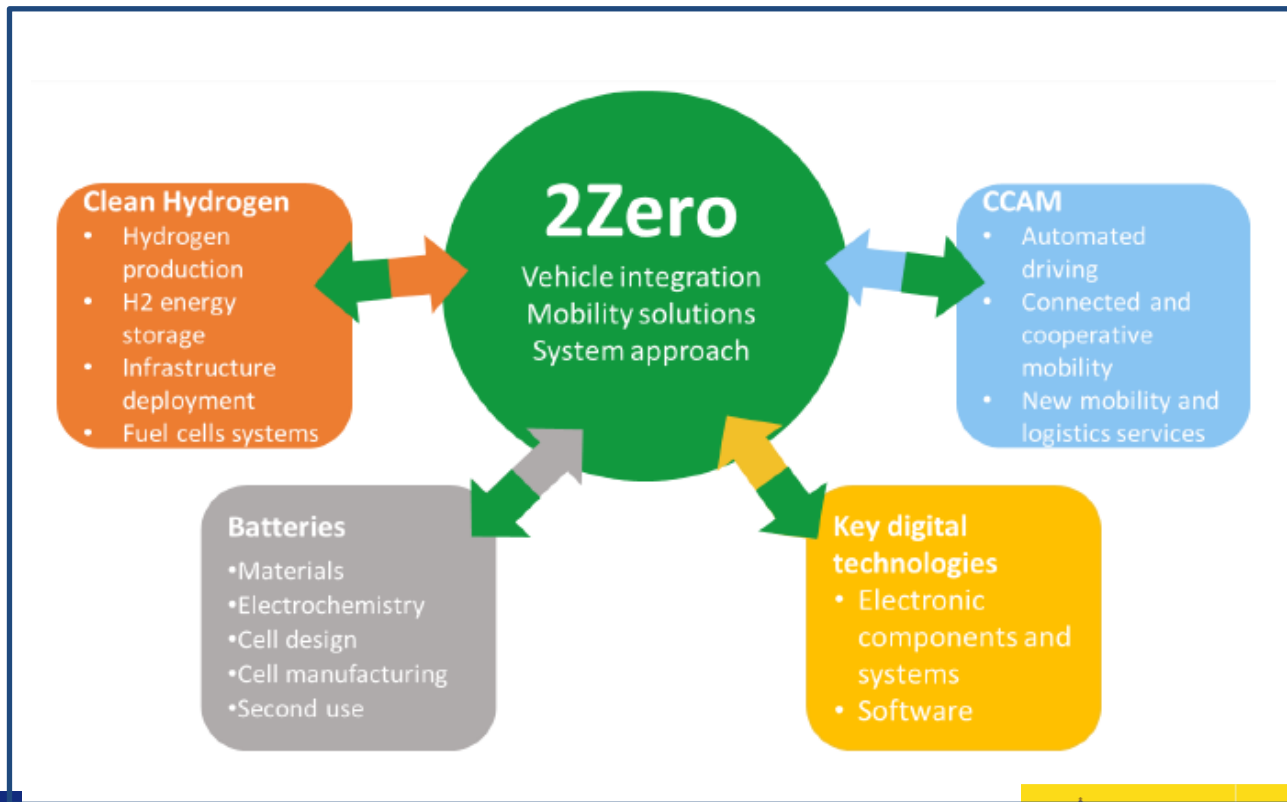 2Zero
Vehicle integration
Mobility solutions
System approach
Clean Hydrogen
• Hydrogen
production
• H2 energy
storage
• Infrastructure
deployment
• Fuel cells systems
CCAM
• Automated
driving
• Connected and
cooperative
mobility
• New mobility and
logistics services
Batteries
•Materials
•Electrochemistry
•Cell design
•Cell manufacturing
•Second use
Key digital
technologies
• Electronic
components and
systems
• Software